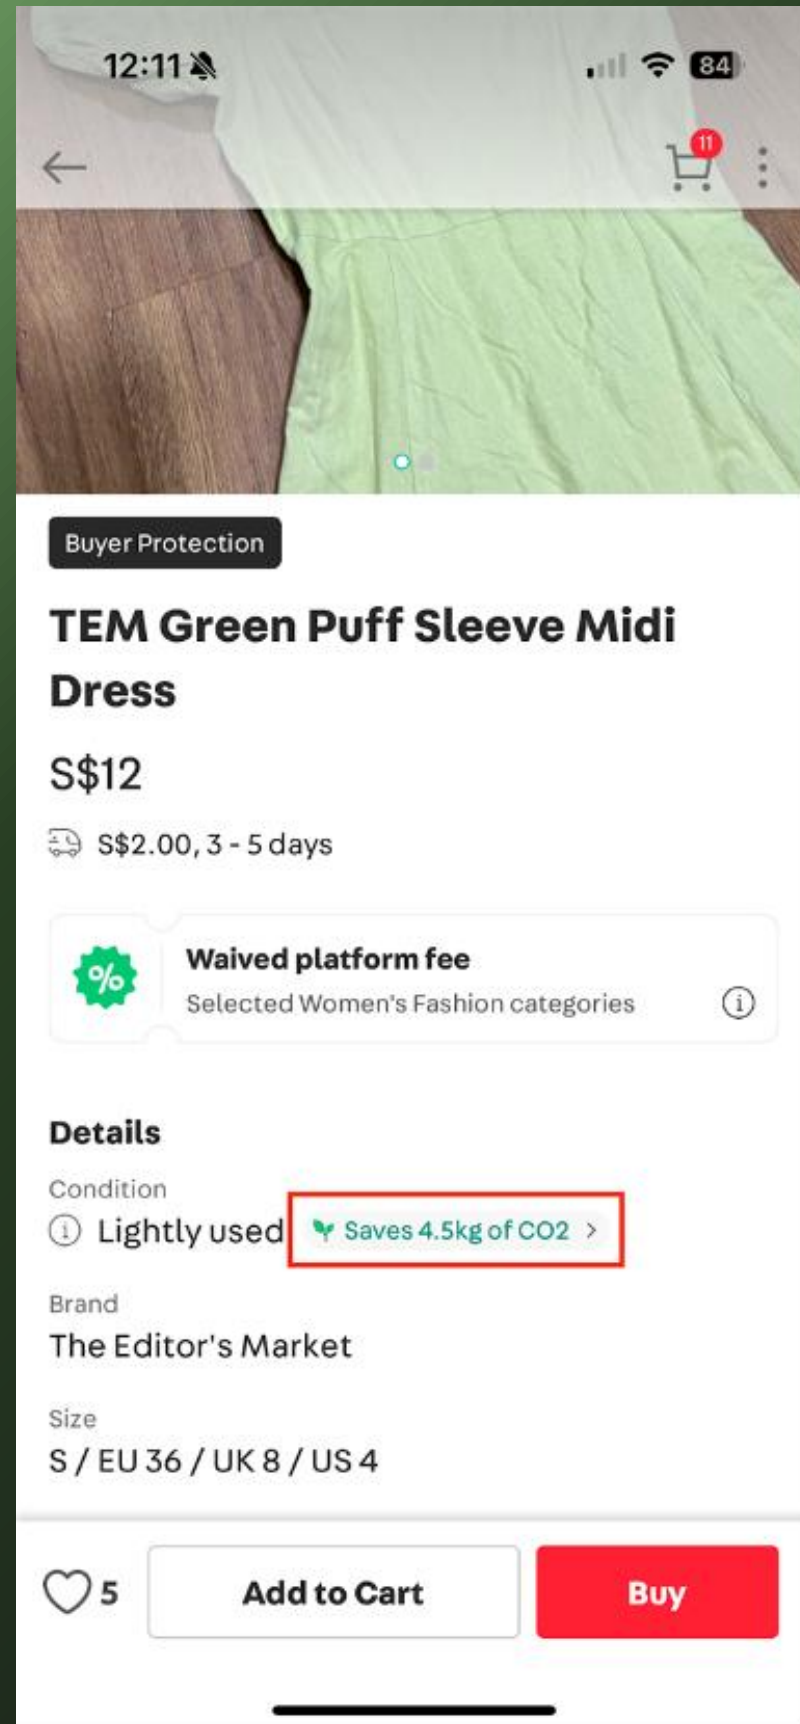 12:11
84
11
Buyer Protection
TEM Green Puff Sleeve Midi
Dress
S$12
S$2.00, 3 - 5 days
%
Waived platform fee
Selected Women's Fashion categories
i
Details
Condition
i Lightly used Saves 4.5kg of CO2 >
Brand
The Editor's Market
Size
S / EU 36 / UK 8 / US 4
5 Add to Cart Buy